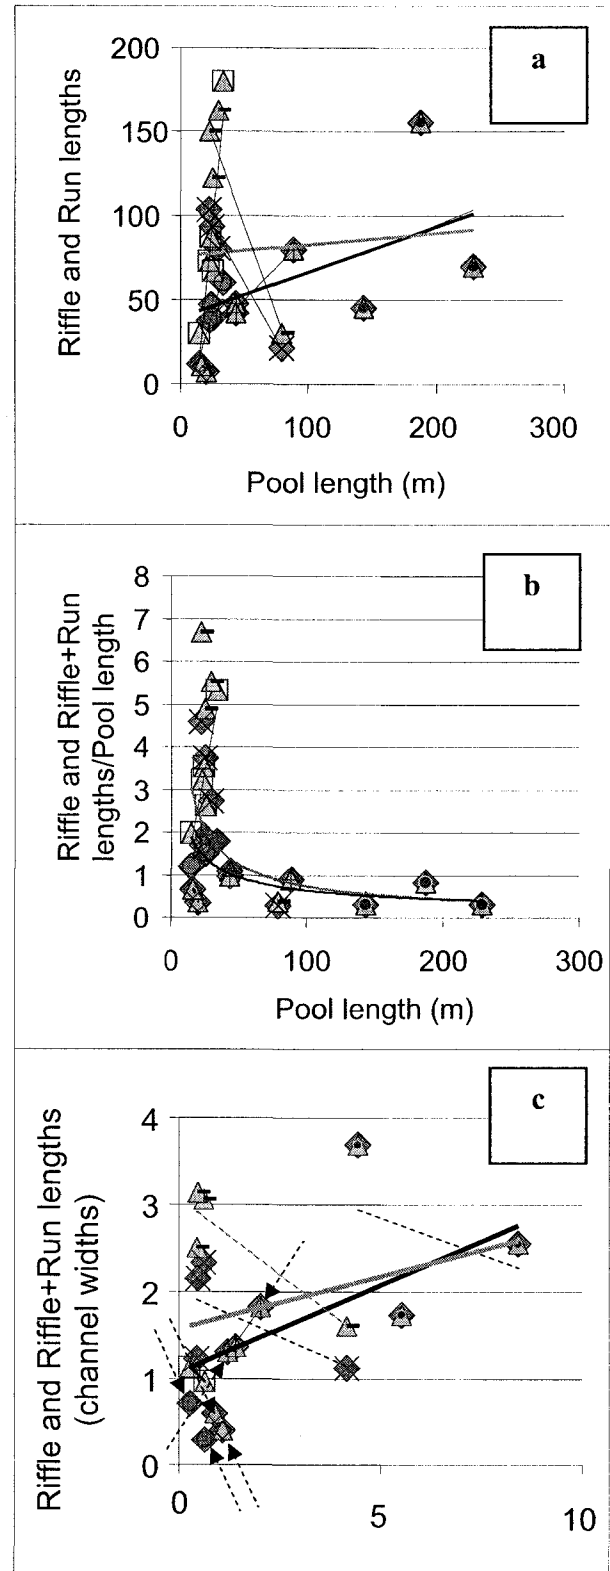 a
Riffle and Run lengths
200
150
100
50
0
0 100 200 300
Pool length (m)
b
Riffle and Riffle+Run
lengths/Pool length
8
7
6
5
4
3
2
1
0
0 100 200 300
Pool length (m)
c
Riffle and Riffle+Run lengths
(channel widths)
4
3
2
1
0
0 5 10